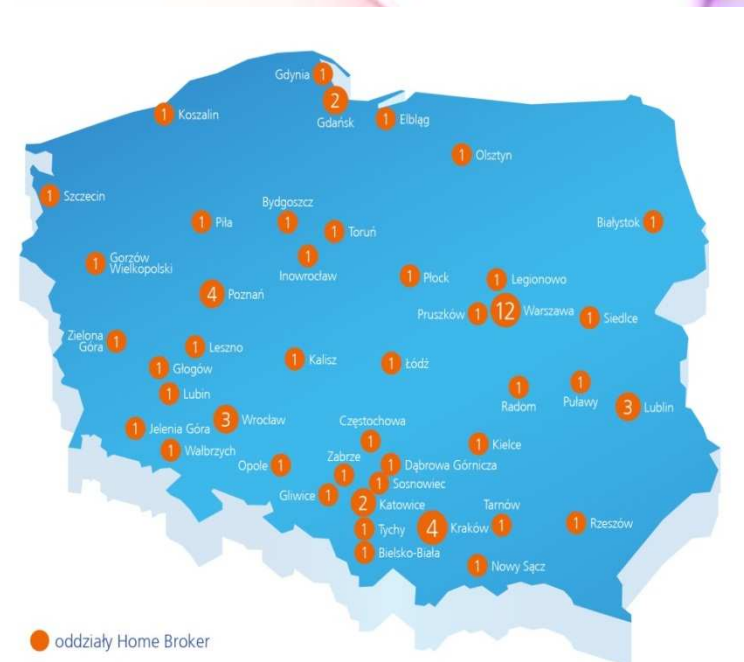 Gdynia 1
2
Gdańsk
1 Elbląg
1 Koszalin
1 Olsztyn
1 Szczecin
1 Piła
Bydgoszcz
1
1 Toruń
Białystok 1
1 Gorzów
Wielkopolski
1
Inowrocław
4 Poznań
1 Płock
1 Legionowo
Pruszków 1
12 Warszawa
1 Siedlce
Zielona
Góra 1
1 Leszno
1
Głogów
1 Kalisz
1 Łódź
1 Lubin
1
Radom
1
Puławy
3 Lublin
1 Jelenia Góra
3 Wrocław
Częstochowa
1
1 Kielce
1
Wałbrzych
Opole 1
Zabrze
1
1 Dąbrowa Górnicza
1 Sosnowiec
Gliwice 1
2 Katowice
1 Tychy
4 Kraków
Tarnów
1
1 Rzeszów
1 Bielsko-Biała
1 Nowy Sącz
oddziały Home Broker